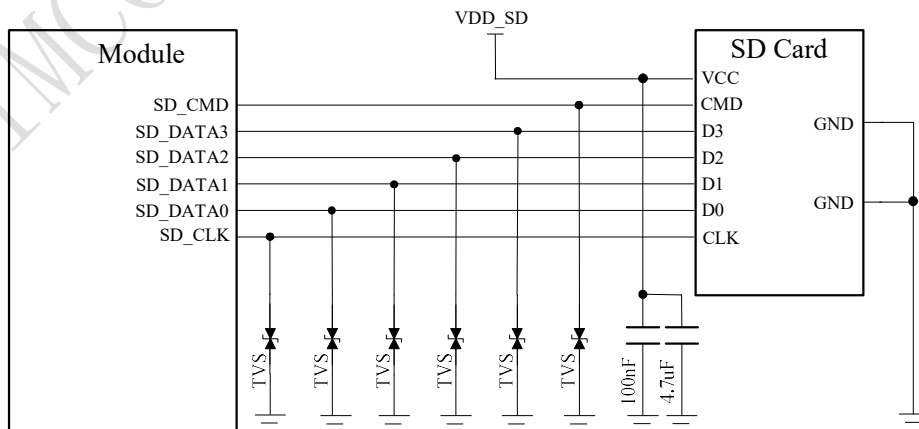 VDD_SD
Module
SD Card
VCC
SD_CMD
CMD
SD_DATA3
D3
GND
SD_DATA2
D2
SD_DATA1
D1
SD_DATA0
D0
GND
SD_CLK
CLK
TVS
TVS
TVS
TVS
TVS
TVS
100nF
4.7uF